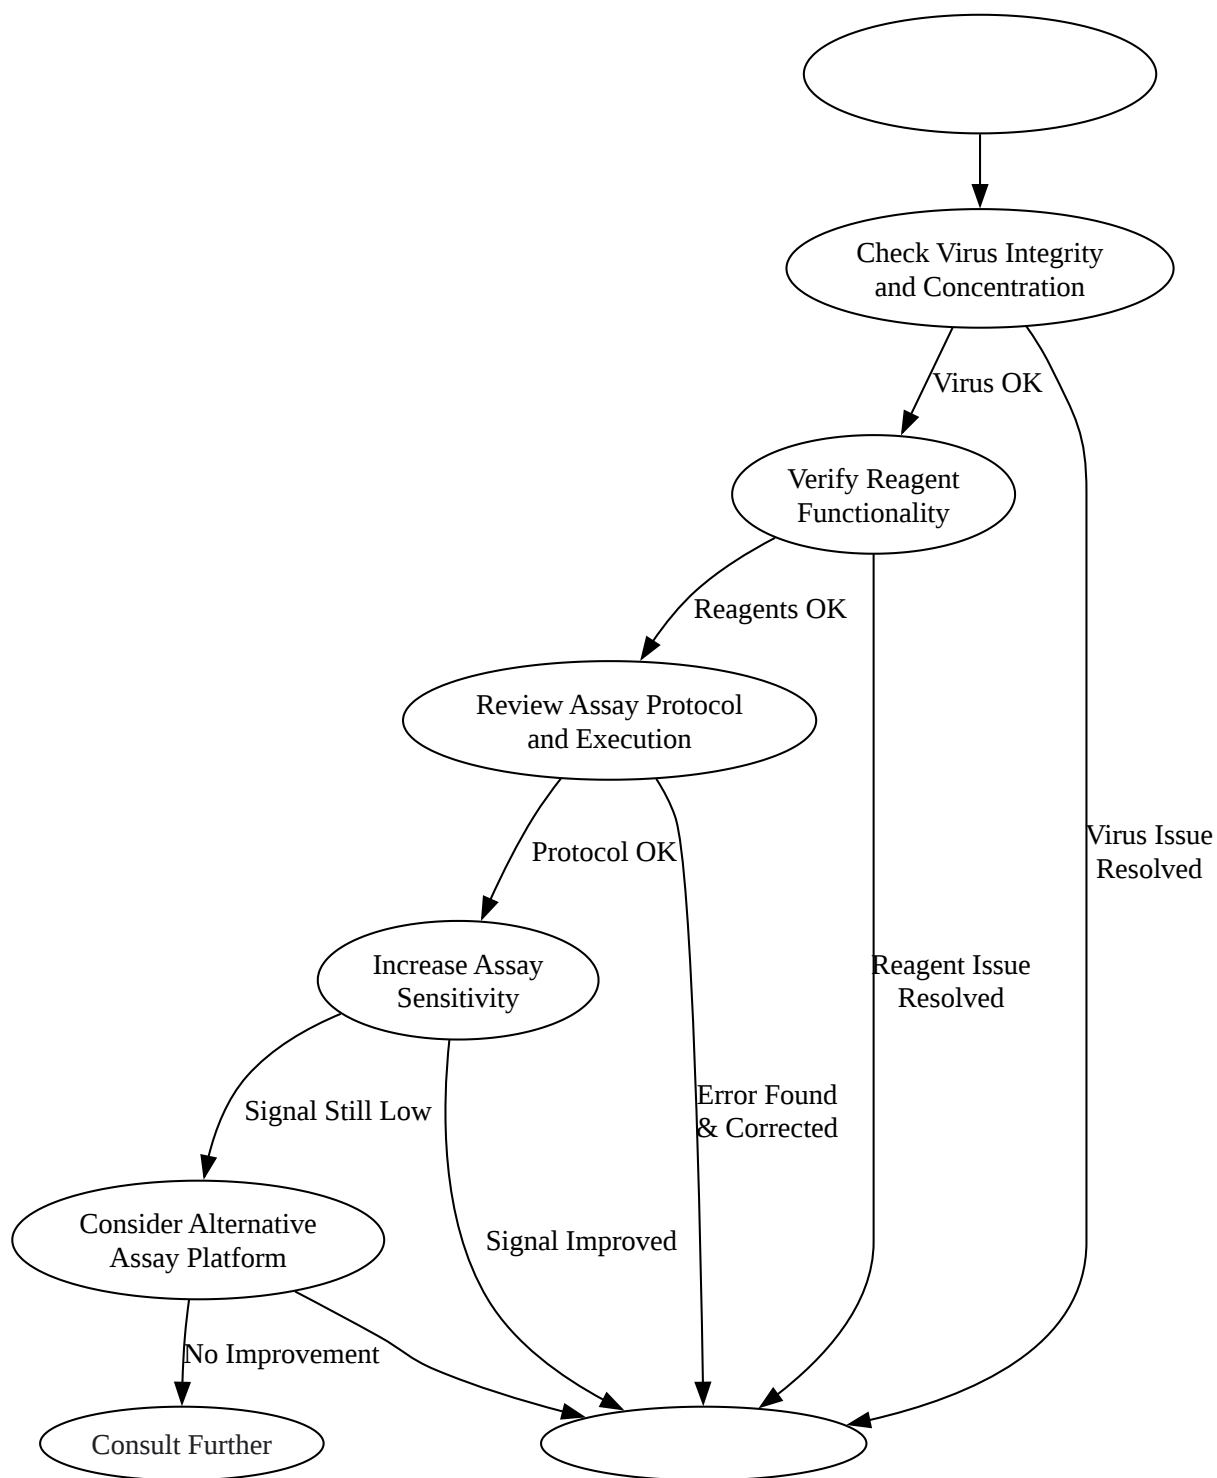 Check Virus Integrity
and Concentration
Virus OK
Verify Reagent
Functionality
Reagents OK
Review Assay Protocol
and Execution
Virus Issue
Resolved
Protocol OK
Increase Assay
Sensitivity
Reagent Issue
Resolved
Signal Still Low
Error Found
& Corrected
Consider Alternative
Assay Platform
Signal Improved
No Improvement
Consult Further